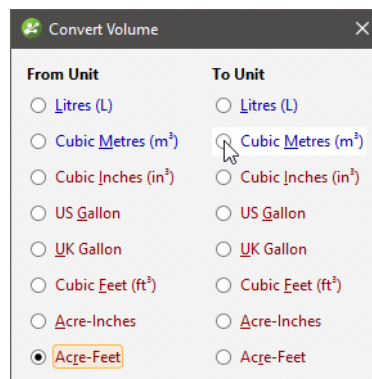 Convert Volume
From Unit To Unit
Litres (L) Litres (L)
Cubic Metres (m³) Cubic Metres (m³)
Cubic Inches (in³) Cubic Inches (in³)
US Gallon US Gallon
UK Gallon UK Gallon
Cubic Feet (ft³) Cubic Feet (ft³)
Acre-Inches Acre-Inches
Acre-Feet Acre-Feet